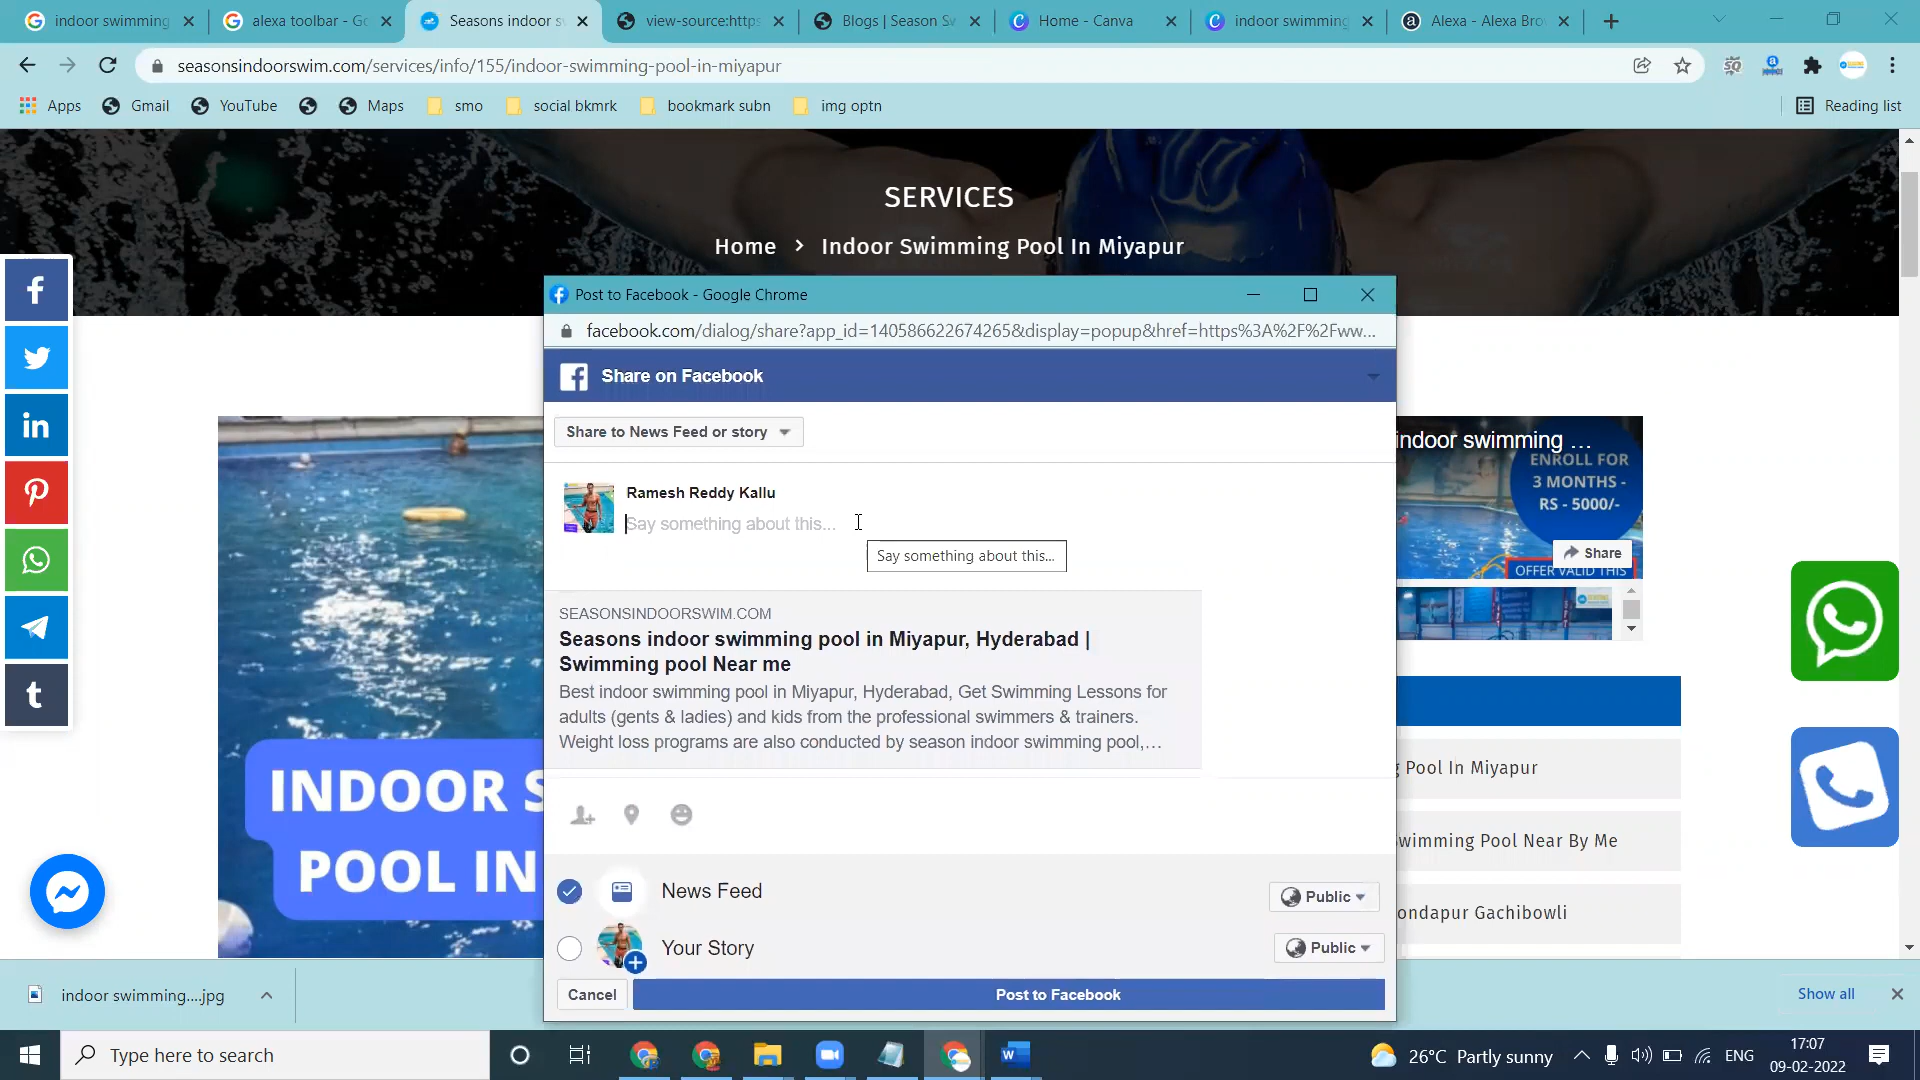 indoor swimming
alexa toolbar - Go
Seasons indoor s
view-source:https
Blogs | Season Sv
Home - Canva
indoor swimming
Alexa - Alexa Bro
seasonsindoorswim.com/services/info/155/indoor-swimming-pool-in-miyapur
Apps
Gmail
YouTube
Maps
smo
social bkmrk
bookmark subn
img optn
Reading list
SERVICES
Home > Indoor Swimming Pool In Miyapur
Post to Facebook - Google Chrome
facebook.com/dialog/share?app_id=140586622674265&display=popup&href=https%3A%2F%2Fww...
Share on Facebook
Share to News Feed or story
Ramesh Reddy Kallu
Say something about this...
Say something about this...
SEASONSINDOORSWIM.COM
Seasons indoor swimming pool in Miyapur, Hyderabad |
Swimming pool Near me
Best indoor swimming pool in Miyapur, Hyderabad, Get Swimming Lessons for
adults (gents & ladies) and kids from the professional swimmers & trainers.
Weight loss programs are also conducted by season indoor swimming pool,...
News Feed
Public
Your Story
Public
Cancel
Post to Facebook
indoor swimming ...
ENROLL FOR
3 MONTHS -
RS - 5000/-
Share
OFFER VALID THIS
Pool In Miyapur
wimming Pool Near By Me
ondapur Gachibowli
INDOOR S
POOL IN
indoor swimming....jpg
Show all
Type here to search
26°C Partly sunny
ENG
17:07
09-02-2022